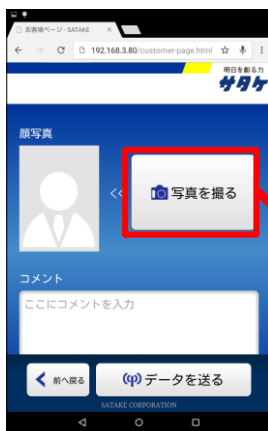 お客様ページ - SATAKE
192.168.3.80/customer-page.html
明日を創る力
サタケ
顔写真
<<
写真を撮る
コメント
ここにコメントを入力
前へ戻る
データを送る
SATAKE CORPORATION